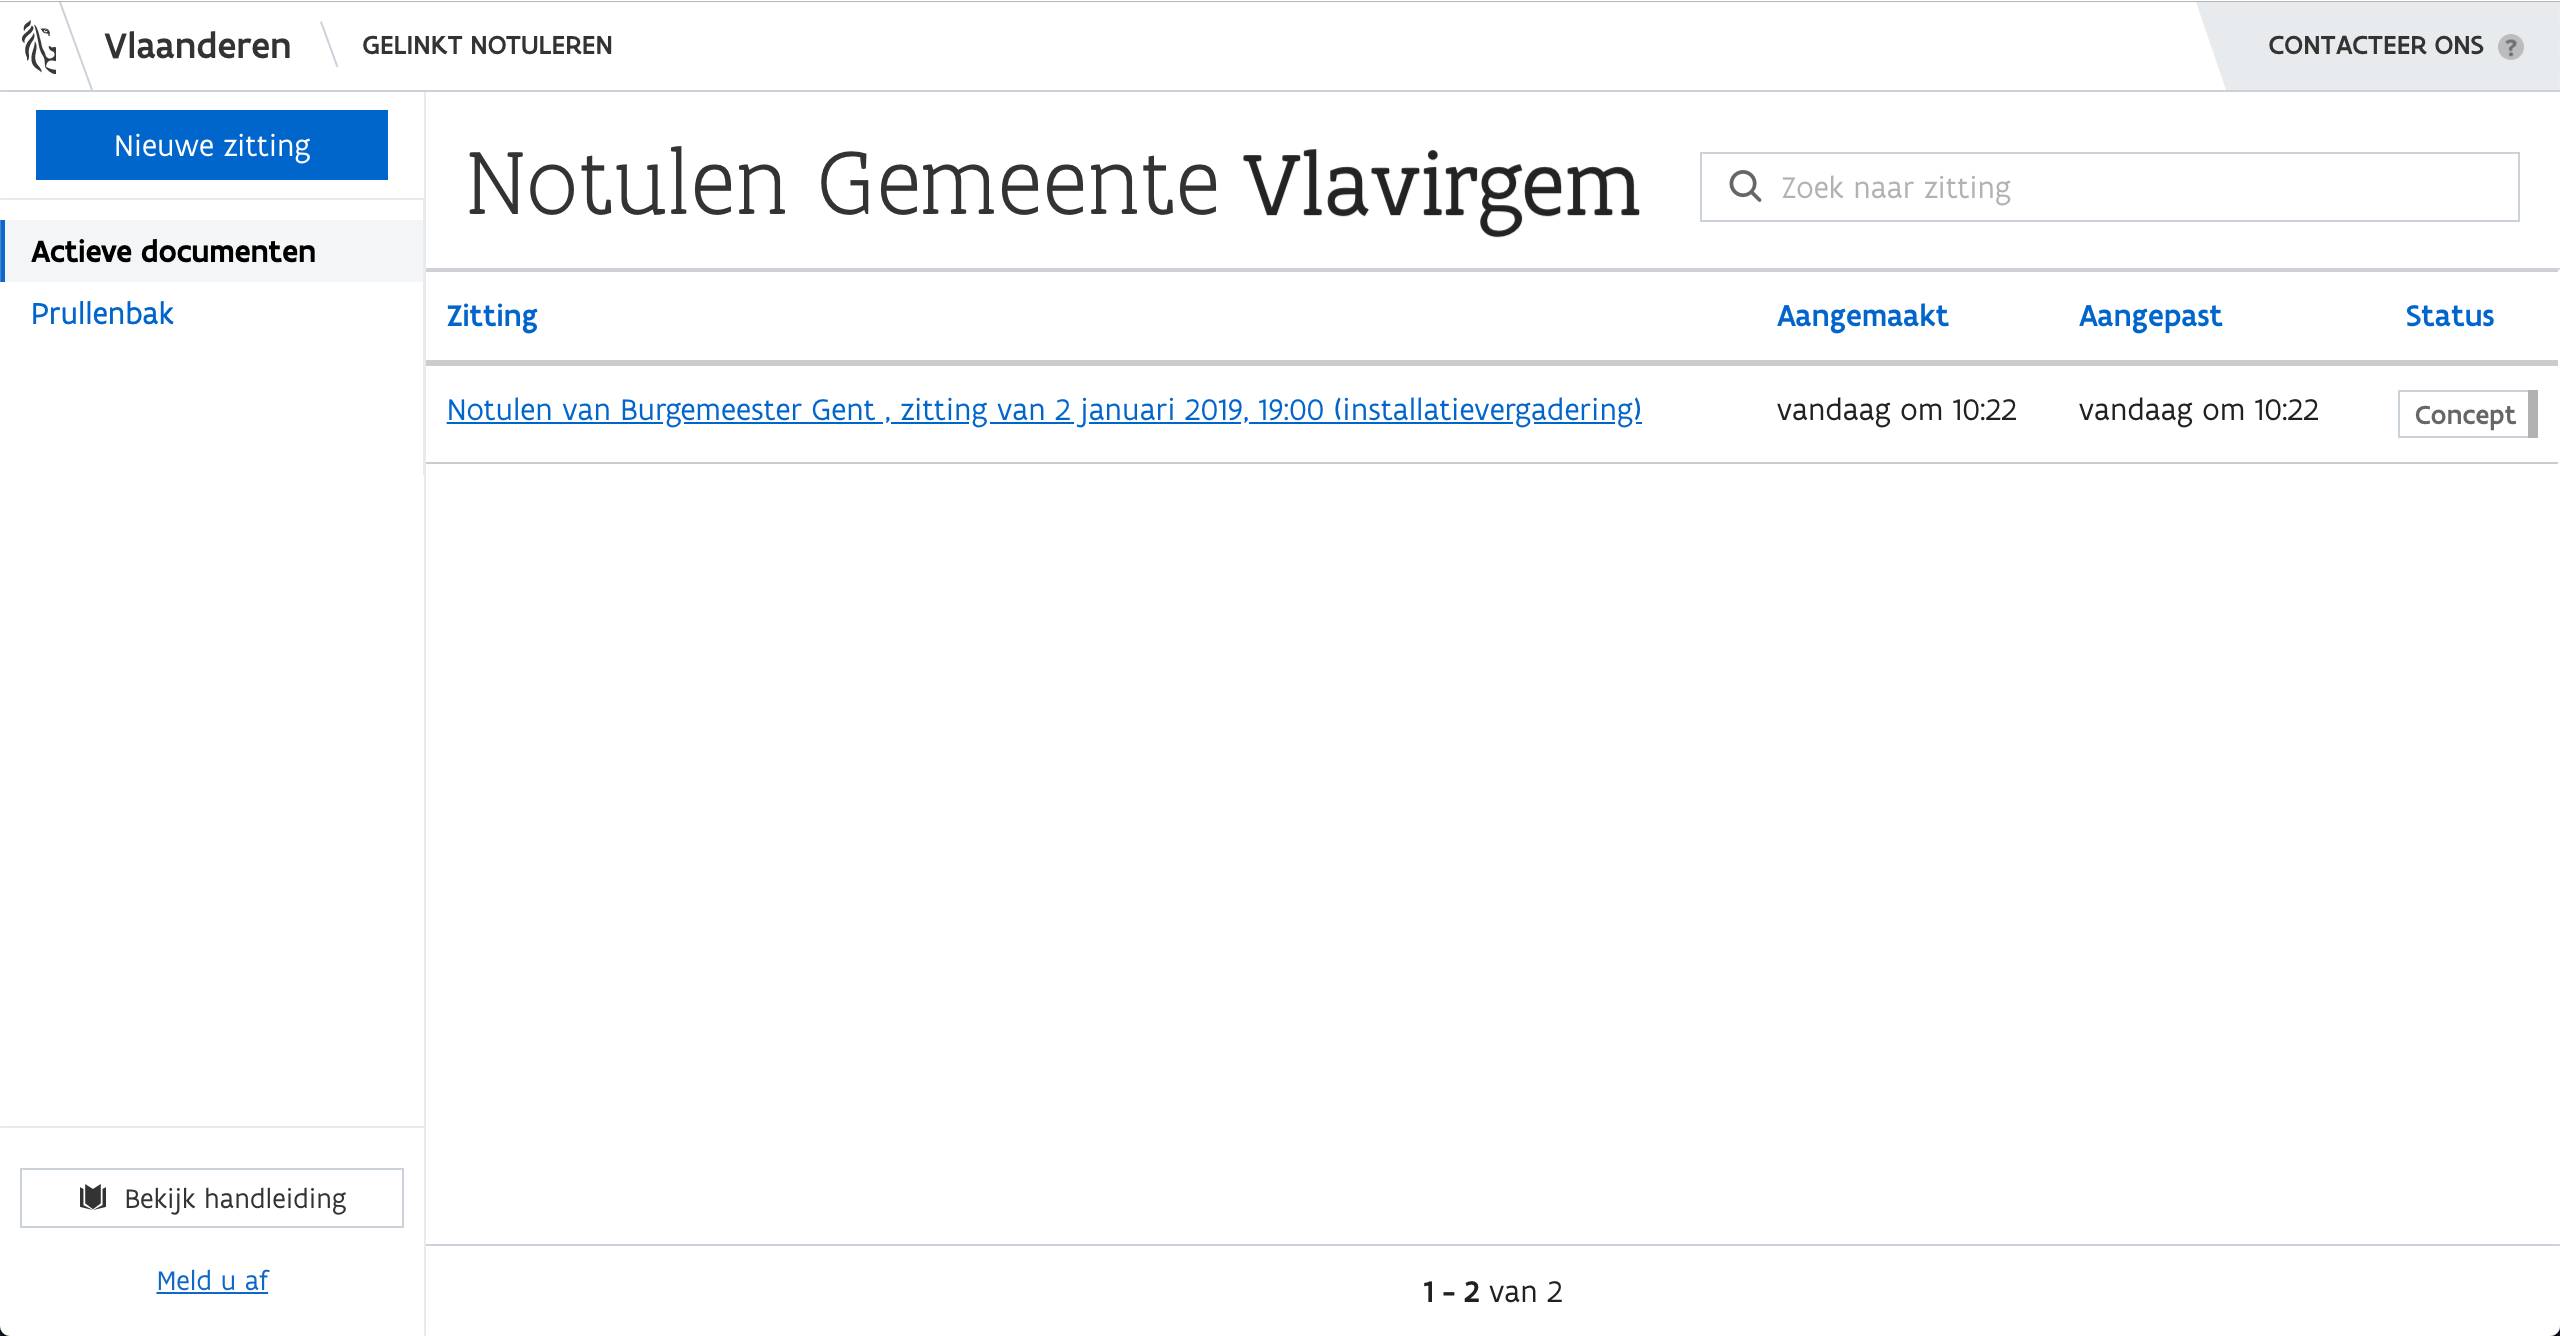 Vlaanderen GELINKT NOTULEREN CONTACTEER ONS ?
Nieuwe zitting
Actieve documenten
Prullenbak
Notulen Gemeente Vlavirgem
Zoek naar zitting
Zitting Aangemaakt Aangepast Status
Notulen van Burgemeester Gent , zitting van 2 januari 2019, 19:00 (installatievergadering) vandaag om 10:22 vandaag om 10:22 Concept
Bekijk handleiding
Meld u af
1 - 2 van 2